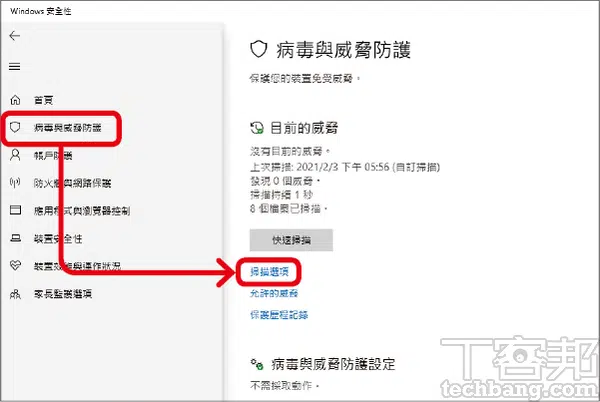 Windows 安全性
首頁
病毒與威脅防護
帳戶防護
防火牆與網路保護
應用程式與瀏覽器控制
裝置安全性
裝置效能與運作狀況
家長監護選項
病毒與威脅防護
保護您的裝置免受威脅。
目前的威脅
沒有目前的威脅。
上次掃描: 2021/2/3 下午 05:56 (自訂掃描)
發現 0 個威脅。
掃描持續 1 秒
8 個檔案已掃描。
快速掃描
掃描選項
允許的威脅
保護歷程記錄
病毒與威脅防護設定
不需採取動作。
T客邦
techbang.com